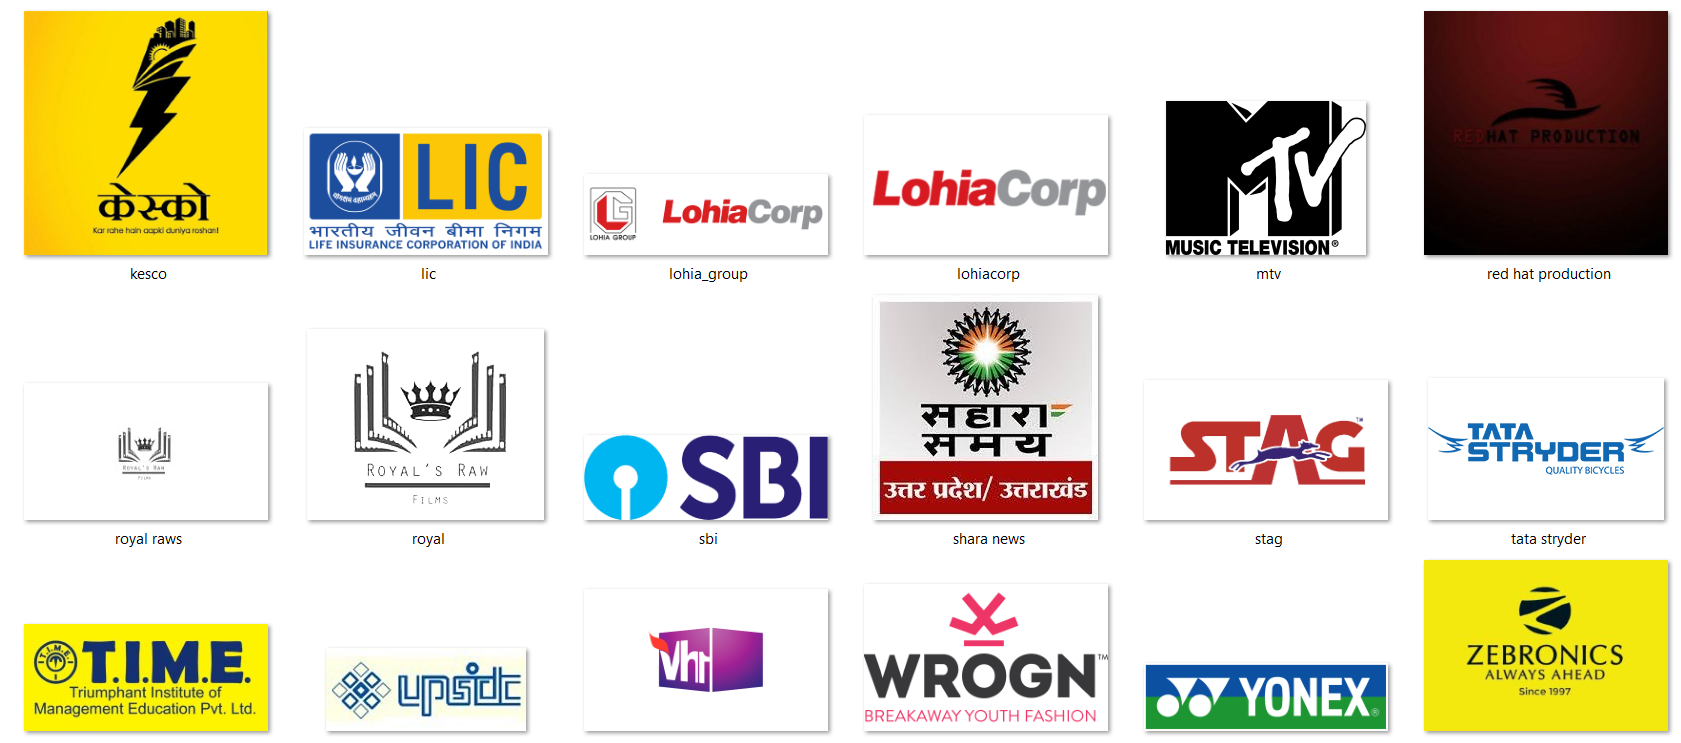 केस्को
Kar rahe hain aapki duniya roshan!
kesco
LIC
भारतीय जीवन बीमा निगम
LIFE INSURANCE CORPORATION OF INDIA
lic
LG
LOHIA GROUP
LohiaCorp
lohia_group
LohiaCorp
lohiacorp
MTV
MUSIC TELEVISION®
mtv
REDHAT PRODUCTION
red hat production
ROYAL'S RAW
FILMS
royal raws
ROYAL'S RAW
FILMS
royal
SBI
sbi
सहारा
समय
उत्तर प्रदेश/ उत्तराखंड
shara news
STAG™
stag
TATA
STRYDER
QUALITY BICYCLES
tata stryder
T.I.M.E.
T.I.M.E.
Triumphant Institute of
Management Education Pvt. Ltd.
upsidc
vh1
WROGN™
BREAKAWAY YOUTH FASHION
YONEX®
ZEBRONICS
ALWAYS AHEAD
Since 1997